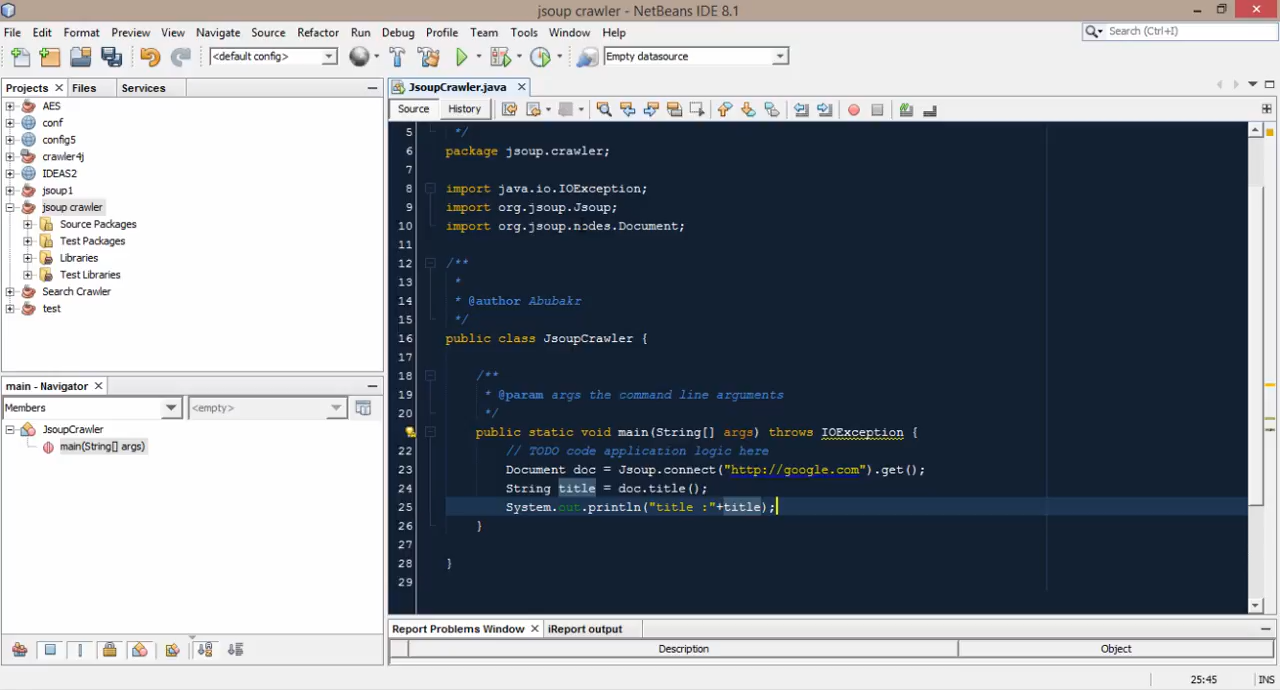 jsoup crawler - NetBeans IDE 8.1
File Edit Format Preview View Navigate Source Refactor Run Debug Profile Team Tools Window Help
Search (Ctrl+I)
<default config>
Empty datasource
Projects Files Services
JsoupCrawler.java
Source History
AES
conf
config5
crawler4j
IDEAS2
jsoup1
jsoup crawler
Source Packages
Test Packages
Libraries
Test Libraries
Search Crawler
test
main - Navigator
Members
<empty>
JsoupCrawler
main(String[] args)
5 */
6 package jsoup.crawler;
7
8 import java.io.IOException;
9 import org.jsoup.Jsoup;
10 import org.jsoup.nodes.Document;
11
12 /**
13 *
14 * @author Abubakr
15 */
16 public class JsoupCrawler {
17
18 /**
19 * @param args the command line arguments
20 */
public static void main(String[] args) throws IOException {
22 // TODO code application logic here
23 Document doc = Jsoup.connect("http://google.com").get();
24 String title = doc.title();
25 System.out.println("title :"+title);
26 }
27
28 }
29
Report Problems Window iReport output
Description Object
25:45 INS